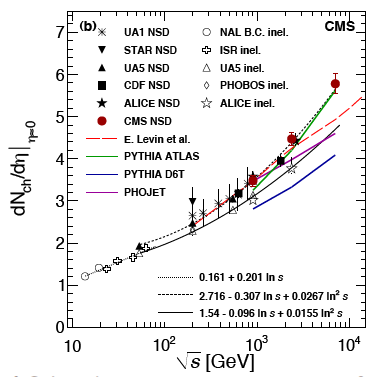 (b) CMS
UA1 NSD NAL B.C. inel.
STAR NSD ISR inel.
UA5 NSD UA5 inel.
CDF NSD PHOBOS inel.
ALICE NSD ALICE inel.
CMS NSD
E. Levin et al.
PYTHIA ATLAS
PYTHIA D6T
PHOJET
0.161 + 0.201 ln s
2.716 - 0.307 ln s + 0.0267 ln² s
1.54 - 0.096 ln s + 0.0155 ln² s
dNch/dη|η≈0
7
6
5
4
3
2
1
0
10 10² 10³ 10⁴
√s [GeV]